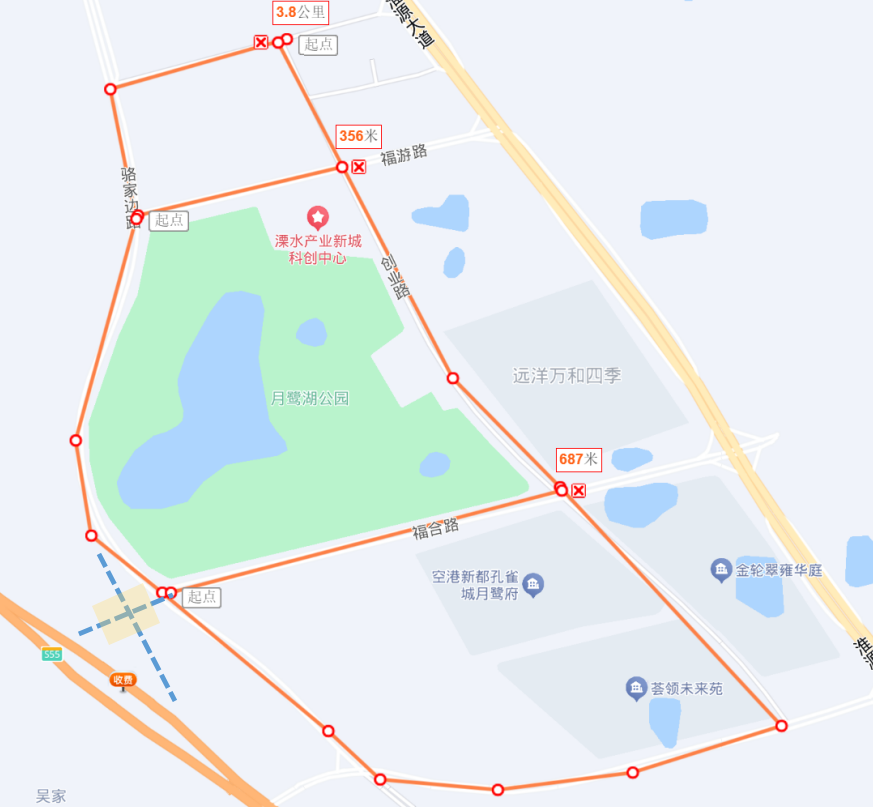 3.8公里
起点
淮源大道
356米
福游路
骆家边路
起点
溧水产业新城
科创中心
创业路
远洋万和四季
月鹭湖公园
687米
福合路
空港新都孔雀
城月鹭府
金轮翠雍华庭
起点
S55
收费
荟领未来苑
淮源
吴家